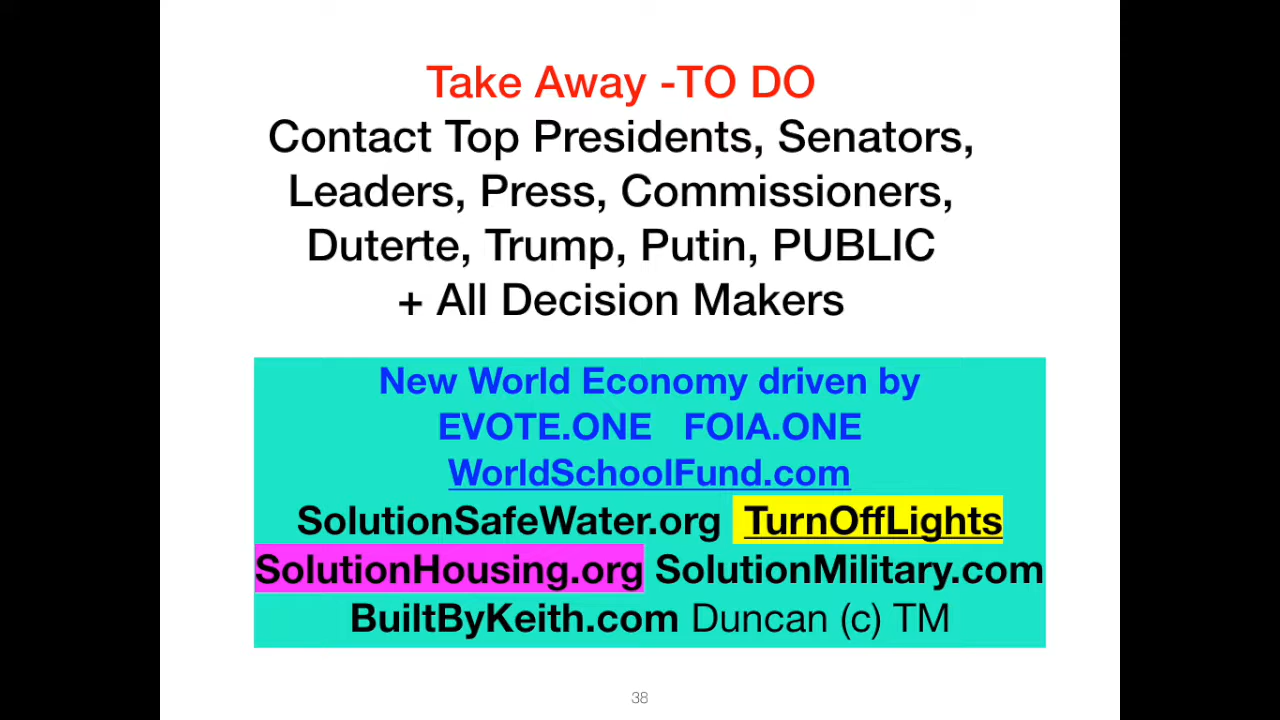 Take Away -TO DO
Contact Top Presidents, Senators,
Leaders, Press, Commissioners,
Duterte, Trump, Putin, PUBLIC
+ All Decision Makers
New World Economy driven by
EVOTE.ONE FOIA.ONE
WorldSchoolFund.com
SolutionSafeWater.org TurnOffLights
SolutionHousing.org SolutionMilitary.com
BuiltByKeith.com Duncan (c) TM
38